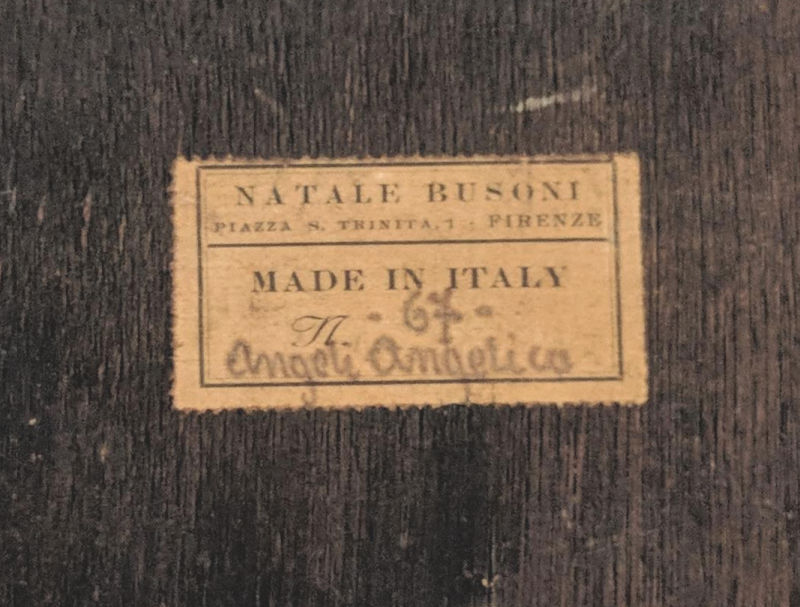 NATALE BUSONI
PIAZZA S. TRINITA, 1 - FIRENZE
MADE IN ITALY
N. - 67 -
Angeli Angelico